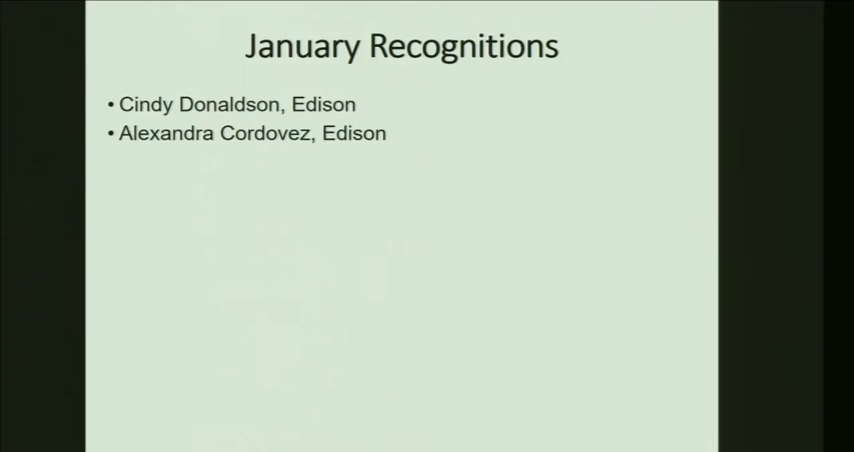 January Recognitions
• Cindy Donaldson, Edison
• Alexandra Cordovez, Edison